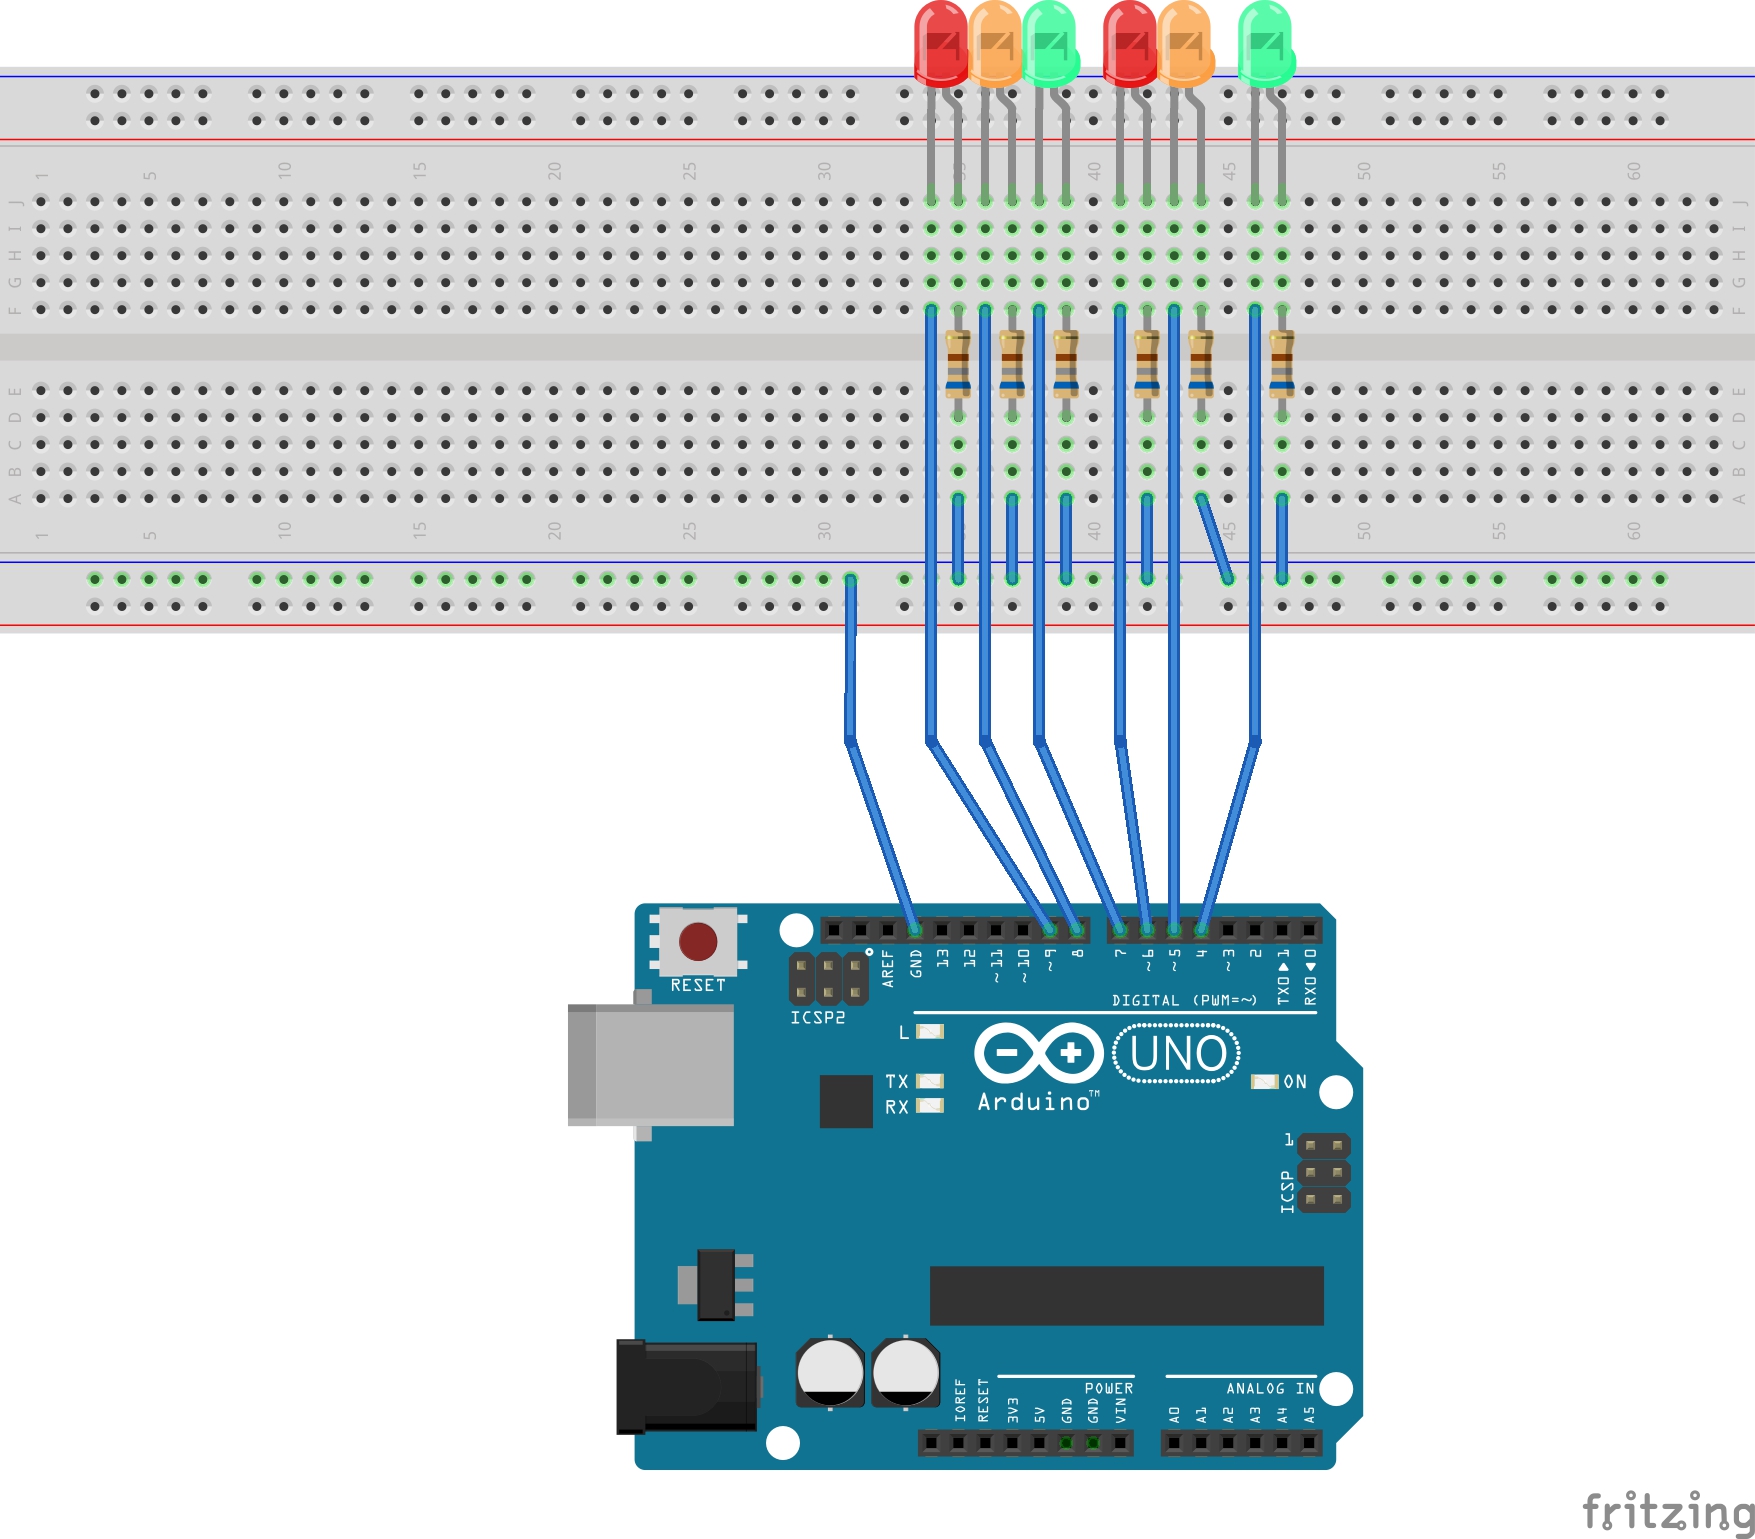 1 5 10 15 20 25 30 35 40 45 50 55 60
J J
I I
H H
G G
F F
E E
D D
C C
B B
A A
1 5 10 15 20 25 30 35 40 45 50 55 60
AREF GND 13 12 ~11 ~10 ~9 8 7 ~6 ~5 4 ~3 2 TX0▶1 RX0◀0
RESET
DIGITAL (PWM=~)
ICSP2
L
UNO
TX
ON
RX
Arduino™
1
ICSP
POWER
ANALOG IN
IOREF RESET 3V3 5V GND GND VIN A0 A1 A2 A3 A4 A5
fritzing